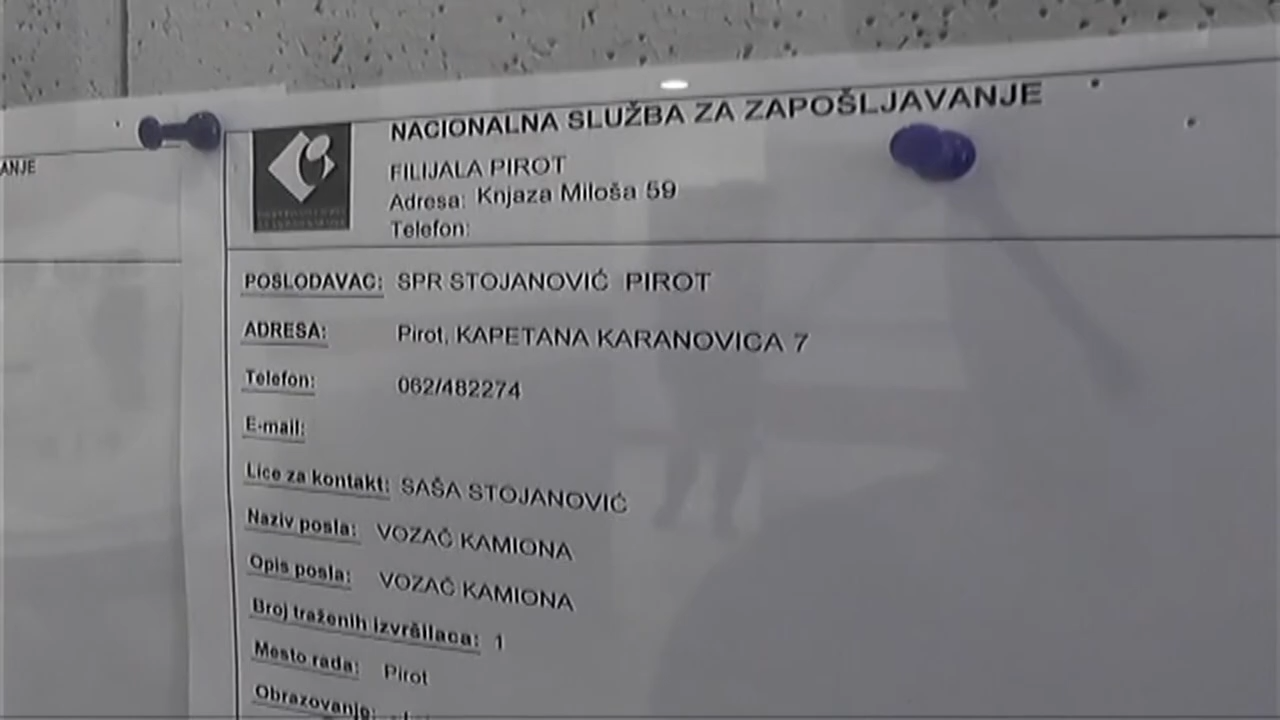 NACIONALNA SLUŽBA ZA ZAPOŠLJAVANJE
FILIJALA PIROT
Adresa: Knjaza Miloša 59
Telefon:
ANJE
POSLODAVAC: SPR STOJANOVIĆ PIROT
ADRESA: Pirot, KAPETANA KARANOVICA 7
Telefon: 062/482274
E-mail:
Lice za kontakt: SAŠA STOJANOVIĆ
Naziv posla: VOZAČ KAMIONA
Opis posla: VOZAČ KAMIONA
Broj traženih izvršilaca: 1
Mesto rada: Pirot
Obrazovanje: